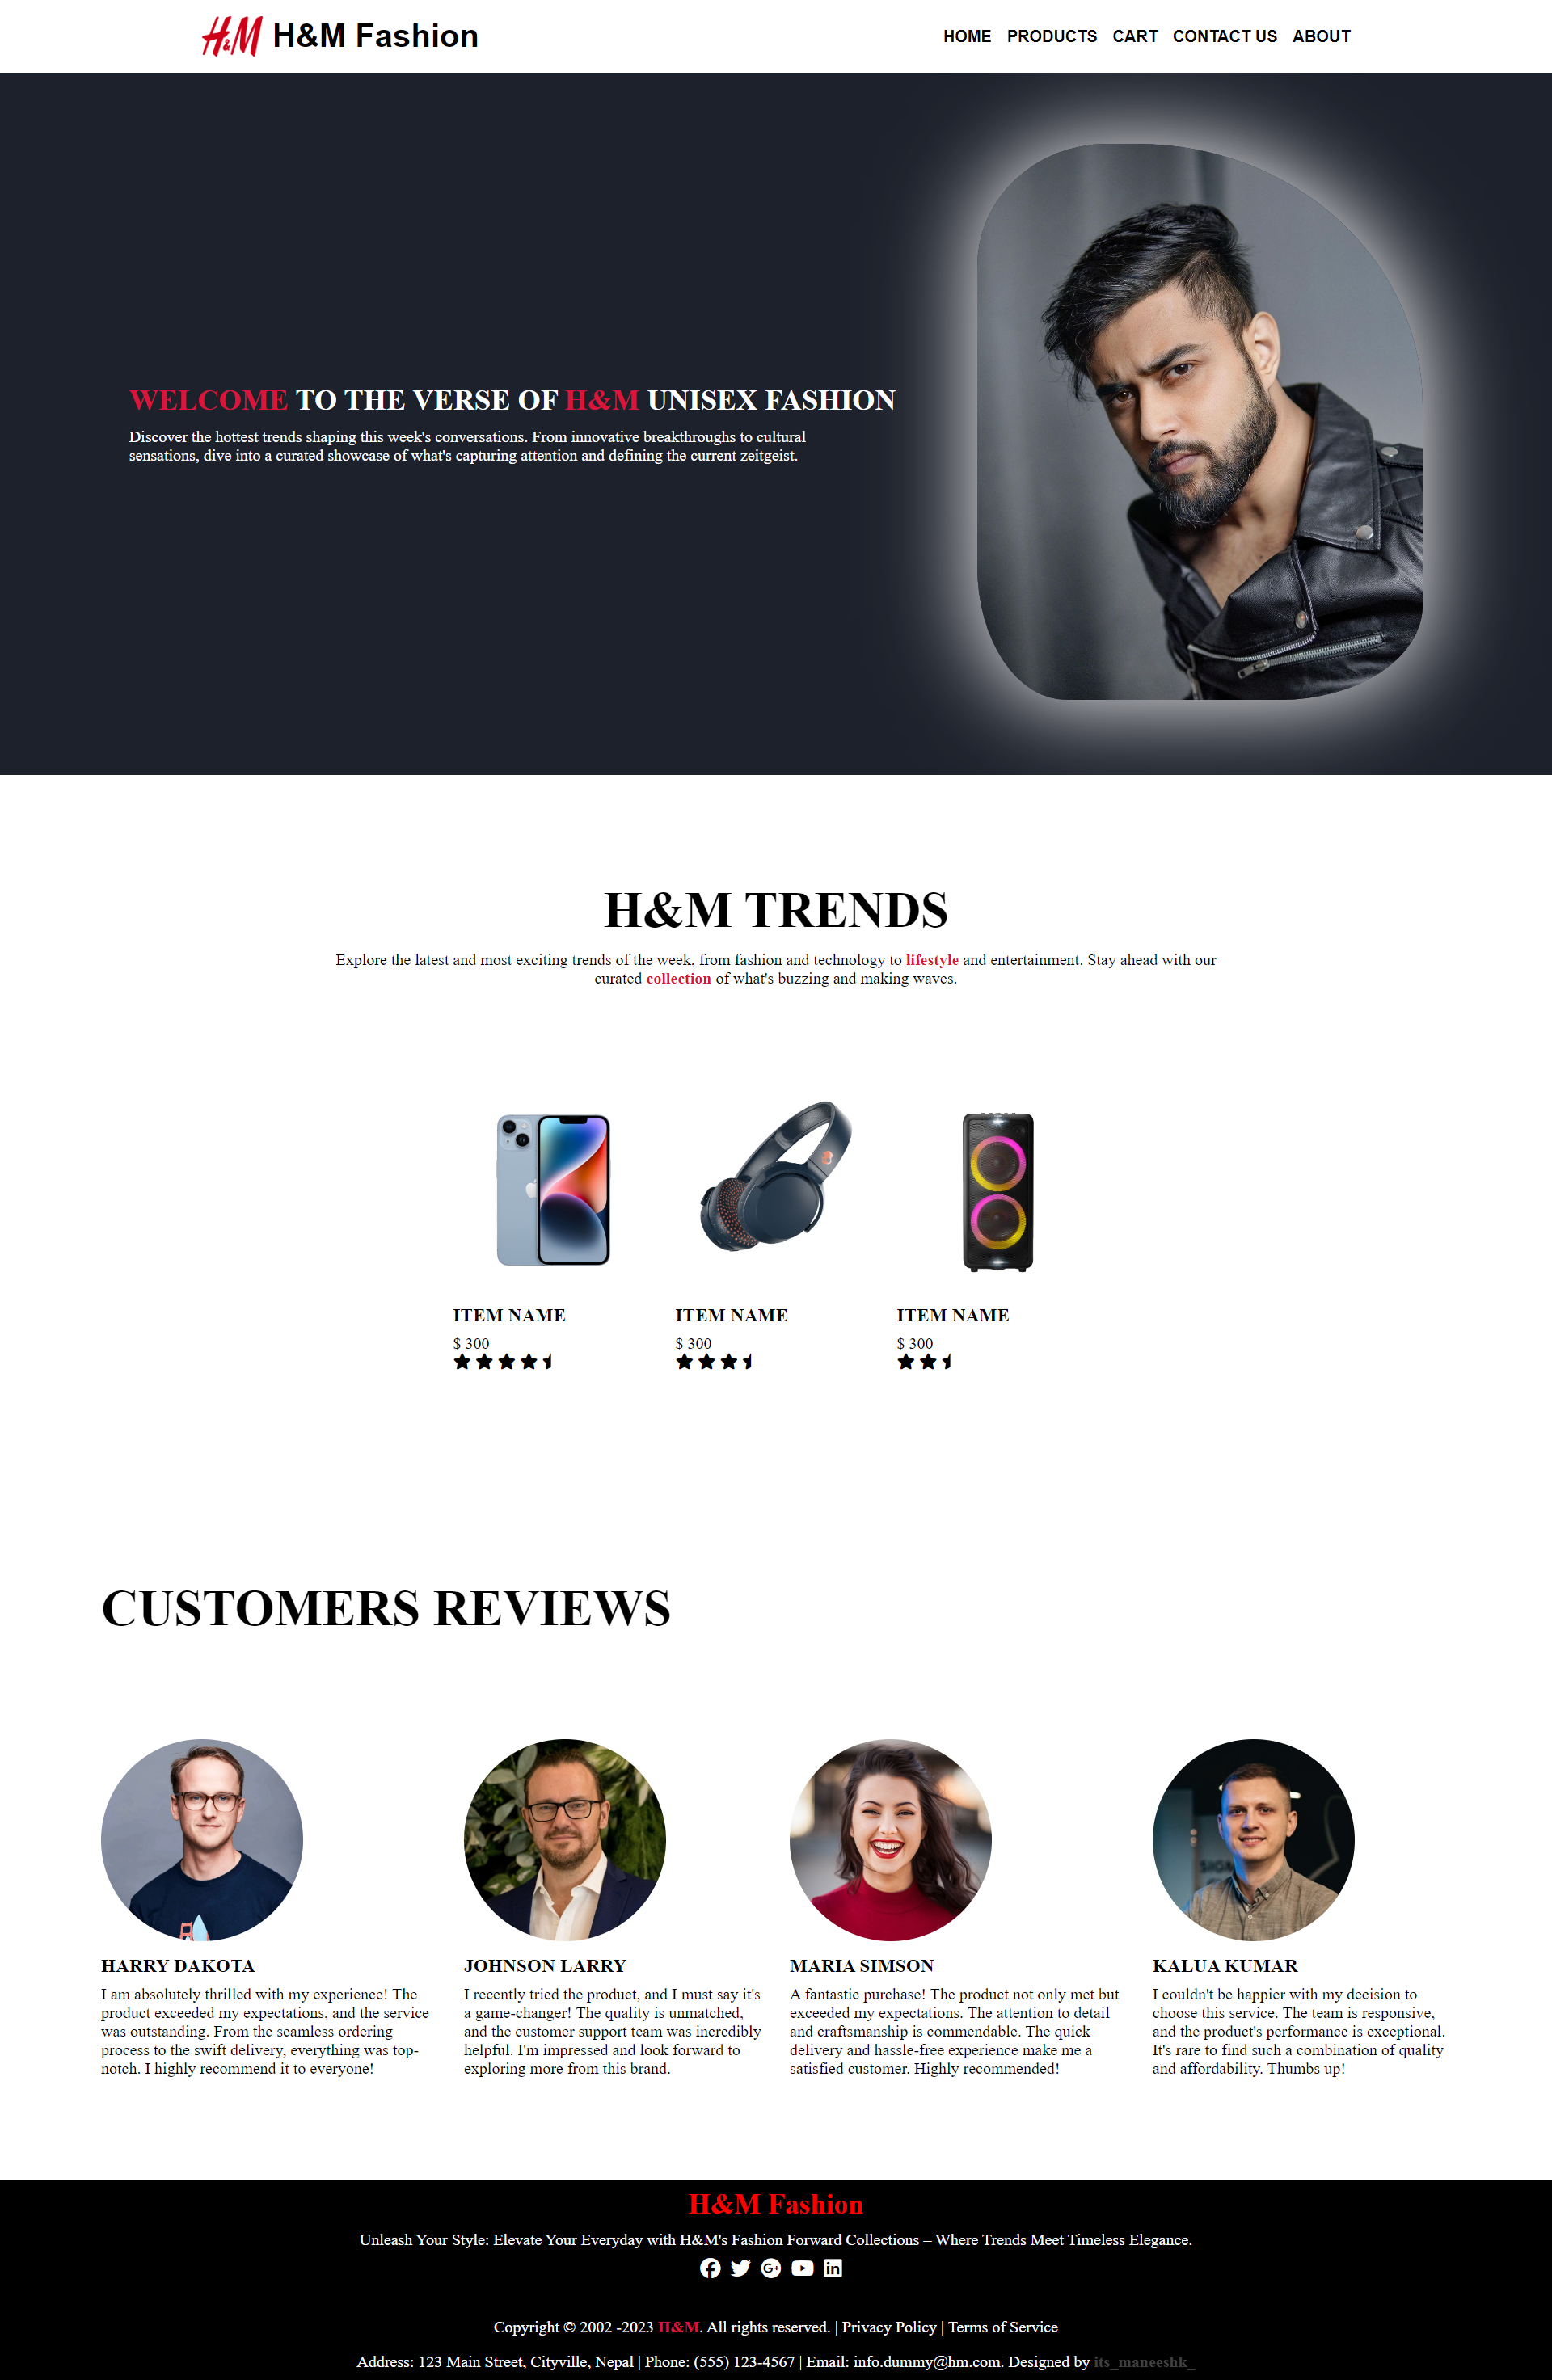 H&M H&M Fashion
HOME PRODUCTS CART CONTACT US ABOUT
WELCOME TO THE VERSE OF H&M UNISEX FASHION
Discover the hottest trends shaping this week's conversations. From innovative breakthroughs to cultural
sensations, dive into a curated showcase of what's capturing attention and defining the current zeitgeist.
H&M TRENDS
Explore the latest and most exciting trends of the week, from fashion and technology to lifestyle and entertainment. Stay ahead with our
curated collection of what's buzzing and making waves.
ITEM NAME
$ 300
ITEM NAME
$ 300
ITEM NAME
$ 300
CUSTOMERS REVIEWS
HARRY DAKOTA
I am absolutely thrilled with my experience! The
product exceeded my expectations, and the service
was outstanding. From the seamless ordering
process to the swift delivery, everything was top-
notch. I highly recommend it to everyone!
JOHNSON LARRY
I recently tried the product, and I must say it's
a game-changer! The quality is unmatched,
and the customer support team was incredibly
helpful. I'm impressed and look forward to
exploring more from this brand.
MARIA SIMSON
A fantastic purchase! The product not only met but
exceeded my expectations. The attention to detail
and craftsmanship is commendable. The quick
delivery and hassle-free experience make me a
satisfied customer. Highly recommended!
KALUA KUMAR
I couldn't be happier with my decision to
choose this service. The team is responsive,
and the product's performance is exceptional.
It's rare to find such a combination of quality
and affordability. Thumbs up!
H&M Fashion
Unleash Your Style: Elevate Your Everyday with H&M's Fashion Forward Collections – Where Trends Meet Timeless Elegance.
Copyright © 2002 -2023 H&M. All rights reserved. | Privacy Policy | Terms of Service
Address: 123 Main Street, Cityville, Nepal | Phone: (555) 123-4567 | Email: info.dummy@hm.com. Designed by its_maneeshk_